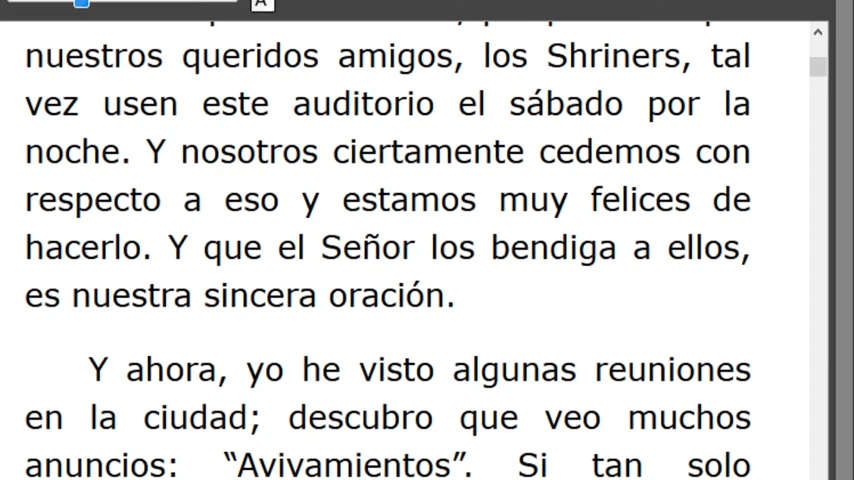 A
nuestros queridos amigos, los Shriners, tal
vez usen este auditorio el sábado por la
noche. Y nosotros ciertamente cedemos con
respecto a eso y estamos muy felices de
hacerlo. Y que el Señor los bendiga a ellos,
es nuestra sincera oración.
Y ahora, yo he visto algunas reuniones
en la ciudad; descubro que veo muchos
anuncios: “Avivamientos”. Si tan solo